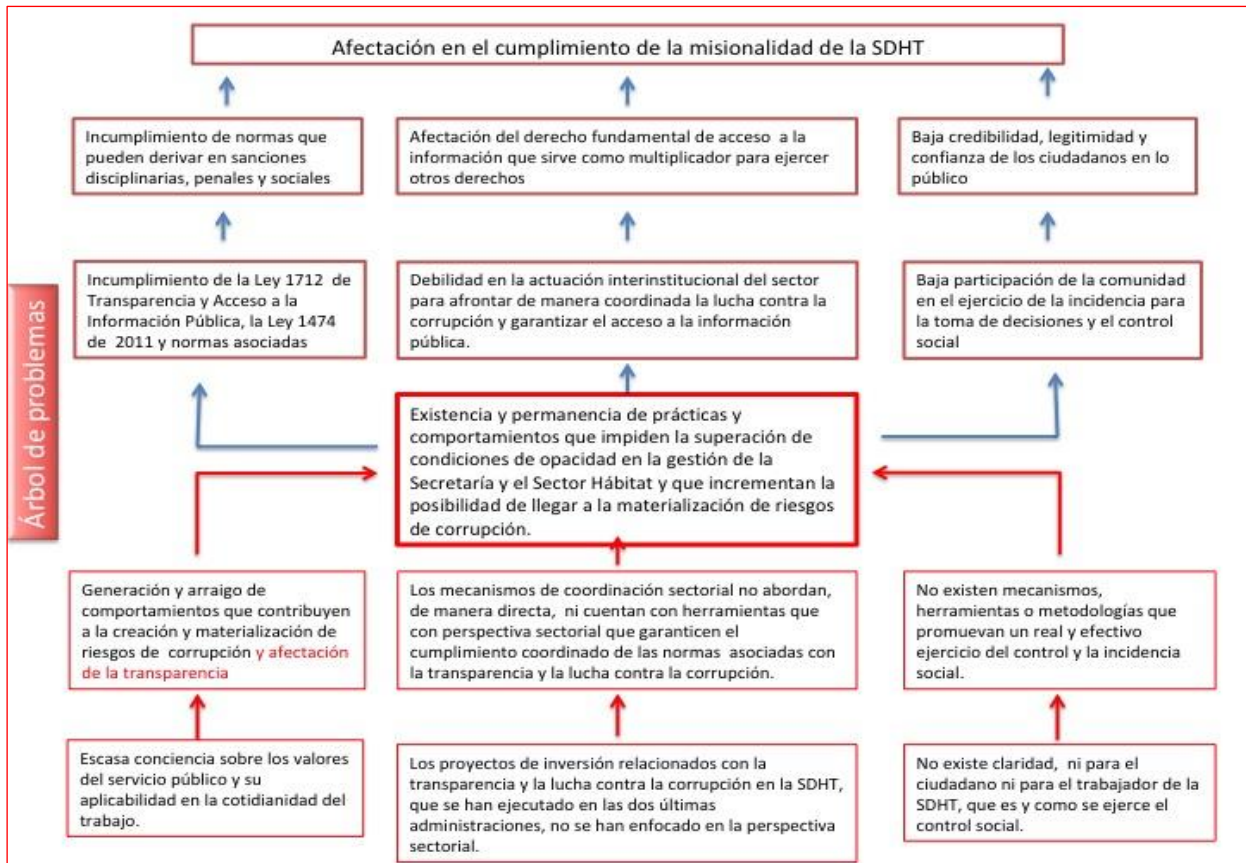 Afectación en el cumplimiento de la misionalidad de la SDHT
Incumplimiento de normas que
pueden derivar en sanciones
disciplinarias, penales y sociales
Afectación del derecho fundamental de acceso a la
información que sirve como multiplicador para ejercer
otros derechos
Baja credibilidad, legitimidad y
confianza de los ciudadanos en lo
público
Incumplimiento de la Ley 1712 de
Transparencia y Acceso a la
Información Pública, la Ley 1474
de 2011 y normas asociadas
Debilidad en la actuación interinstitucional del sector
para afrontar de manera coordinada la lucha contra la
corrupción y garantizar el acceso a la información
pública.
Baja participación de la comunidad
en el ejercicio de la incidencia para
la toma de decisiones y el control
social
Árbol de problemas
Existencia y permanencia de prácticas y
comportamientos que impiden la superación de
condiciones de opacidad en la gestión de la
Secretaría y el Sector Hábitat y que incrementan la
posibilidad de llegar a la materialización de riesgos
de corrupción.
Generación y arraigo de
comportamientos que contribuyen
a la creación y materialización de
riesgos de corrupción y afectación
de la transparencia
Los mecanismos de coordinación sectorial no abordan,
de manera directa, ni cuentan con herramientas que
con perspectiva sectorial que garanticen el
cumplimiento coordinado de las normas asociadas con
la transparencia y la lucha contra la corrupción.
No existen mecanismos,
herramientas o metodologías que
promuevan un real y efectivo
ejercicio del control y la incidencia
social.
Escasa conciencia sobre los valores
del servicio público y su
aplicabilidad en la cotidianidad del
trabajo.
Los proyectos de inversión relacionados con la
transparencia y la lucha contra la corrupción en la SDHT,
que se han ejecutado en las dos últimas
administraciones, no se han enfocado en la perspectiva
sectorial.
No existe claridad, ni para el
ciudadano ni para el trabajador de la
SDHT, que es y como se ejerce el
control social.